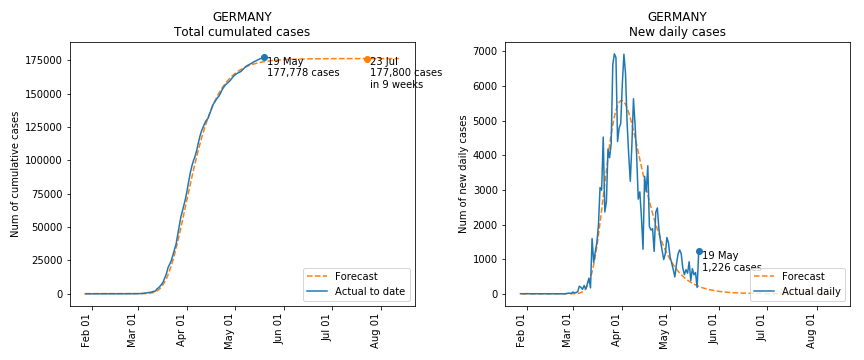 GERMANY
Total cumulated cases
Num of cumulative cases
175000
150000
125000
100000
75000
50000
25000
0
19 May
177,778 cases
23 Jul
177,800 cases
in 9 weeks
Forecast
Actual to date
Feb 01
Mar 01
Apr 01
May 01
Jun 01
Jul 01
Aug 01
GERMANY
New daily cases
Num of new daily cases
7000
6000
5000
4000
3000
2000
1000
0
19 May
1,226 cases
Forecast
Actual daily
Feb 01
Mar 01
Apr 01
May 01
Jun 01
Jul 01
Aug 01